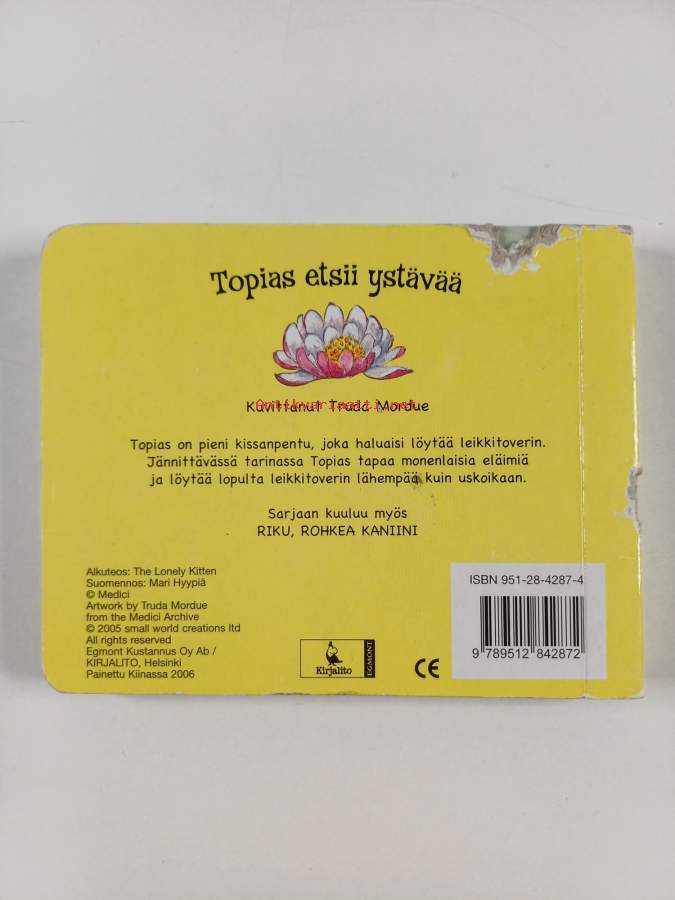 Topias etsii ystävää
Kuvittanut Truda Mordue
Antikvariaatti.net
Topias on pieni kissanpentu, joka haluaisi löytää leikkitoverin.
Jännittävässä tarinassa Topias tapaa monenlaisia eläimiä
ja löytää lopulta leikkitoverin lähempää kuin uskoikaan.
Sarjaan kuuluu myös
RIKU, ROHKEA KANIINI
Alkuteos: The Lonely Kitten
Suomennos: Mari Hyypiä
© Medici
Artwork by Truda Mordue
from the Medici Archive
© 2005 small world creations ltd
All rights reserved
Egmont Kustannus Oy Ab /
KIRJALITO, Helsinki
Painettu Kiinassa 2006
Kirjalito
EGMONT
CE
ISBN 951-28-4287-4
9 789512 842872